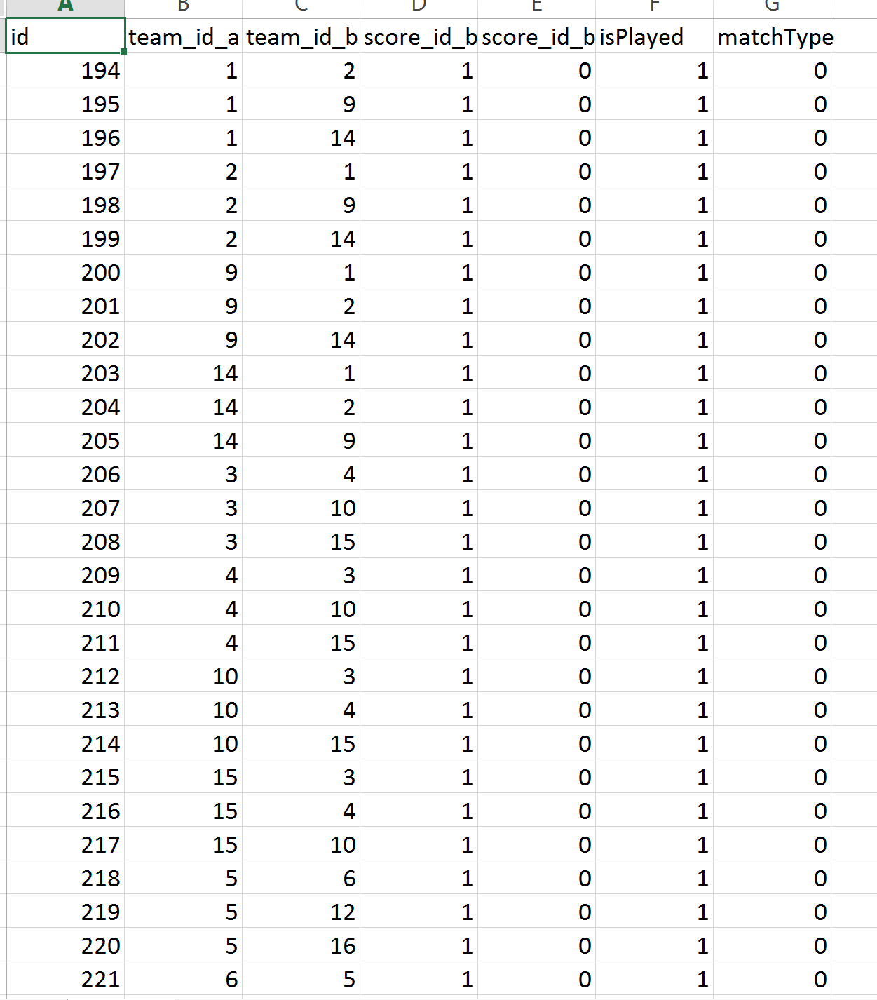 A B C D E F G
id team_id_a team_id_b score_id_b score_id_b isPlayed matchType
194 1 2 1 0 1 0
195 1 9 1 0 1 0
196 1 14 1 0 1 0
197 2 1 1 0 1 0
198 2 9 1 0 1 0
199 2 14 1 0 1 0
200 9 1 1 0 1 0
201 9 2 1 0 1 0
202 9 14 1 0 1 0
203 14 1 1 0 1 0
204 14 2 1 0 1 0
205 14 9 1 0 1 0
206 3 4 1 0 1 0
207 3 10 1 0 1 0
208 3 15 1 0 1 0
209 4 3 1 0 1 0
210 4 10 1 0 1 0
211 4 15 1 0 1 0
212 10 3 1 0 1 0
213 10 4 1 0 1 0
214 10 15 1 0 1 0
215 15 3 1 0 1 0
216 15 4 1 0 1 0
217 15 10 1 0 1 0
218 5 6 1 0 1 0
219 5 12 1 0 1 0
220 5 16 1 0 1 0
221 6 5 1 0 1 0